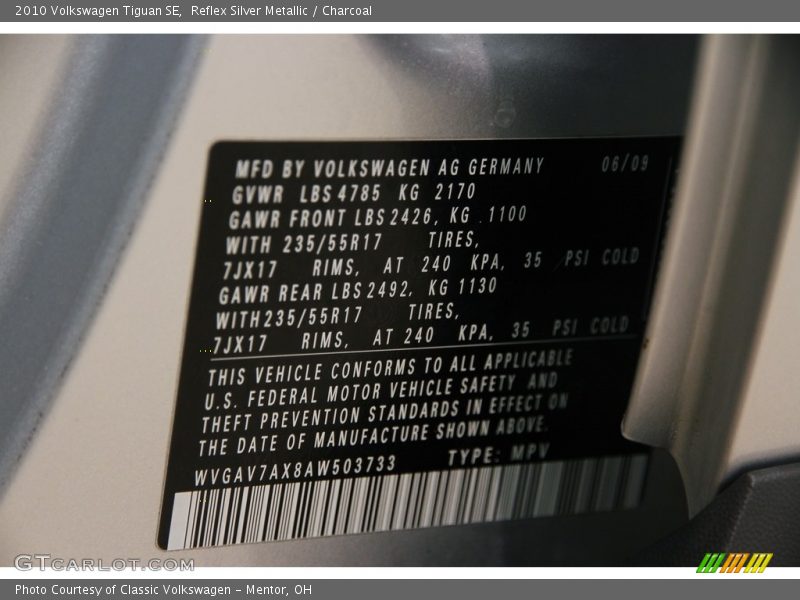 2010 Volkswagen Tiguan SE, Reflex Silver Metallic / Charcoal
MFD BY VOLKSWAGEN AG GERMANY 06/09
GVWR LBS 4785 KG 2170
GAWR FRONT LBS 2426, KG 1100
WITH 235/55R17 TIRES,
7JX17 RIMS, AT 240 KPA, 35 PSI COLD
GAWR REAR LBS 2492, KG 1130
WITH 235/55R17 TIRES,
7JX17 RIMS, AT 240 KPA, 35 PSI COLD
THIS VEHICLE CONFORMS TO ALL APPLICABLE
U.S. FEDERAL MOTOR VEHICLE SAFETY AND
THEFT PREVENTION STANDARDS IN EFFECT ON
THE DATE OF MANUFACTURE SHOWN ABOVE.
WVGAV7AX8AW503733 TYPE: MPV
GTCarLot.com
Photo Courtesy of Classic Volkswagen - Mentor, OH